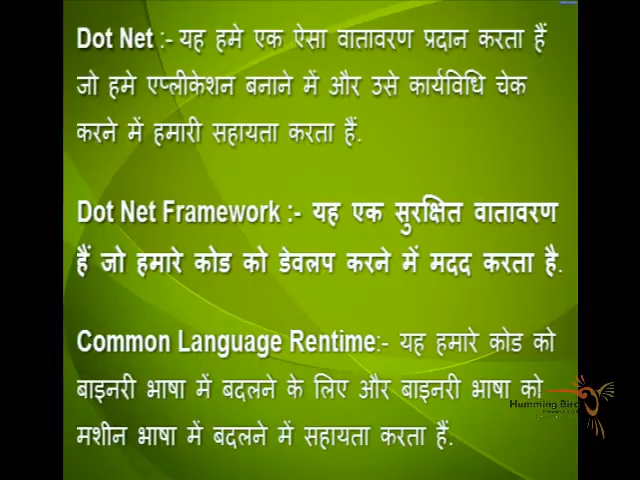 Dot Net :- यह हमे एक ऐसा वातावरण प्रदान करता हैं
जो हमे एप्लीकेशन बनाने में और उसे कार्यविधि चेक
करने में हमारी सहायता करता हैं.
Dot Net Framework :- यह एक सुरक्षित वातावरण
हैं जो हमारे कोड को डेवलप करने में मदद करता है.
Common Language Rentime:- यह हमारे कोड को
बाइनरी भाषा में बदलने के लिए और बाइनरी भाषा को
मशीन भाषा में बदलने में सहायता करता हैं.
Humming Bird